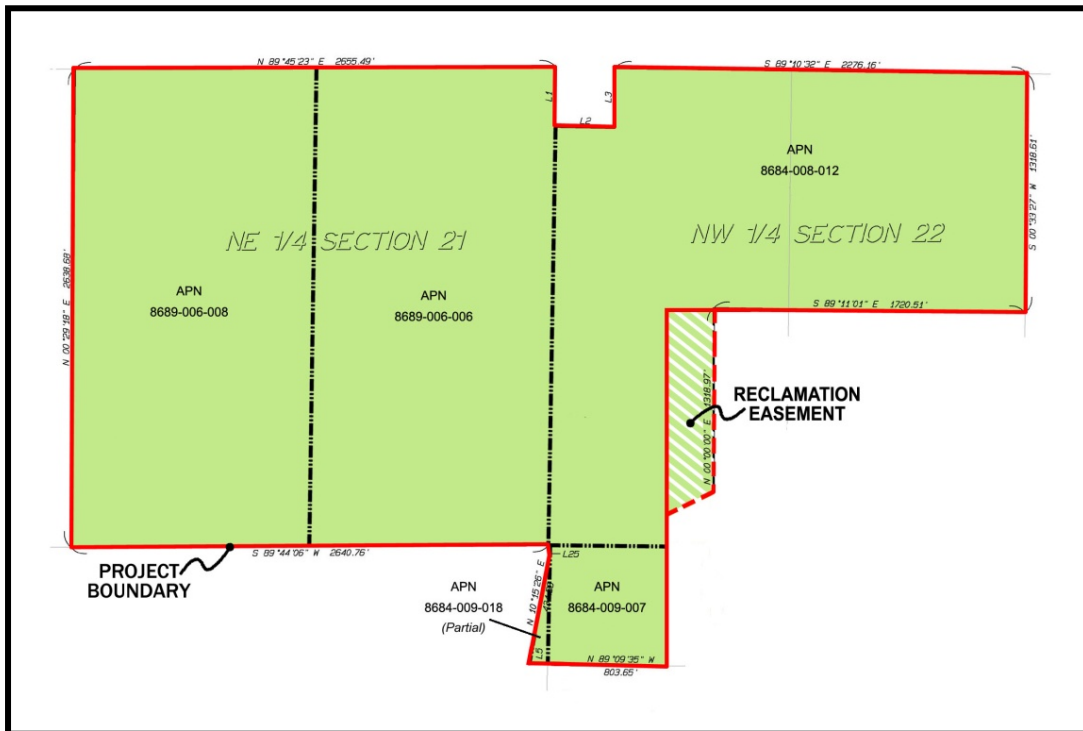 N 89°45'23" E 2655.49'
S 89°10'32" E 2276.16'
L1
L3
L2
APN
8684-008-012
S 00°33'27" W 1318.61'
NE 1/4 SECTION 21
NW 1/4 SECTION 22
N 00°29'18" E 2638.68'
APN
8689-006-008
APN
8689-006-006
S 89°11'01" E 1720.51'
N 00°00'00" E 1318.97'
RECLAMATION
EASEMENT
S 89°44'06" W 2640.76'
L25
PROJECT
BOUNDARY
APN
8684-009-018
(Partial)
N 10°15'26" E
APN
8684-009-007
L5
N 89°09'35" W
803.65'